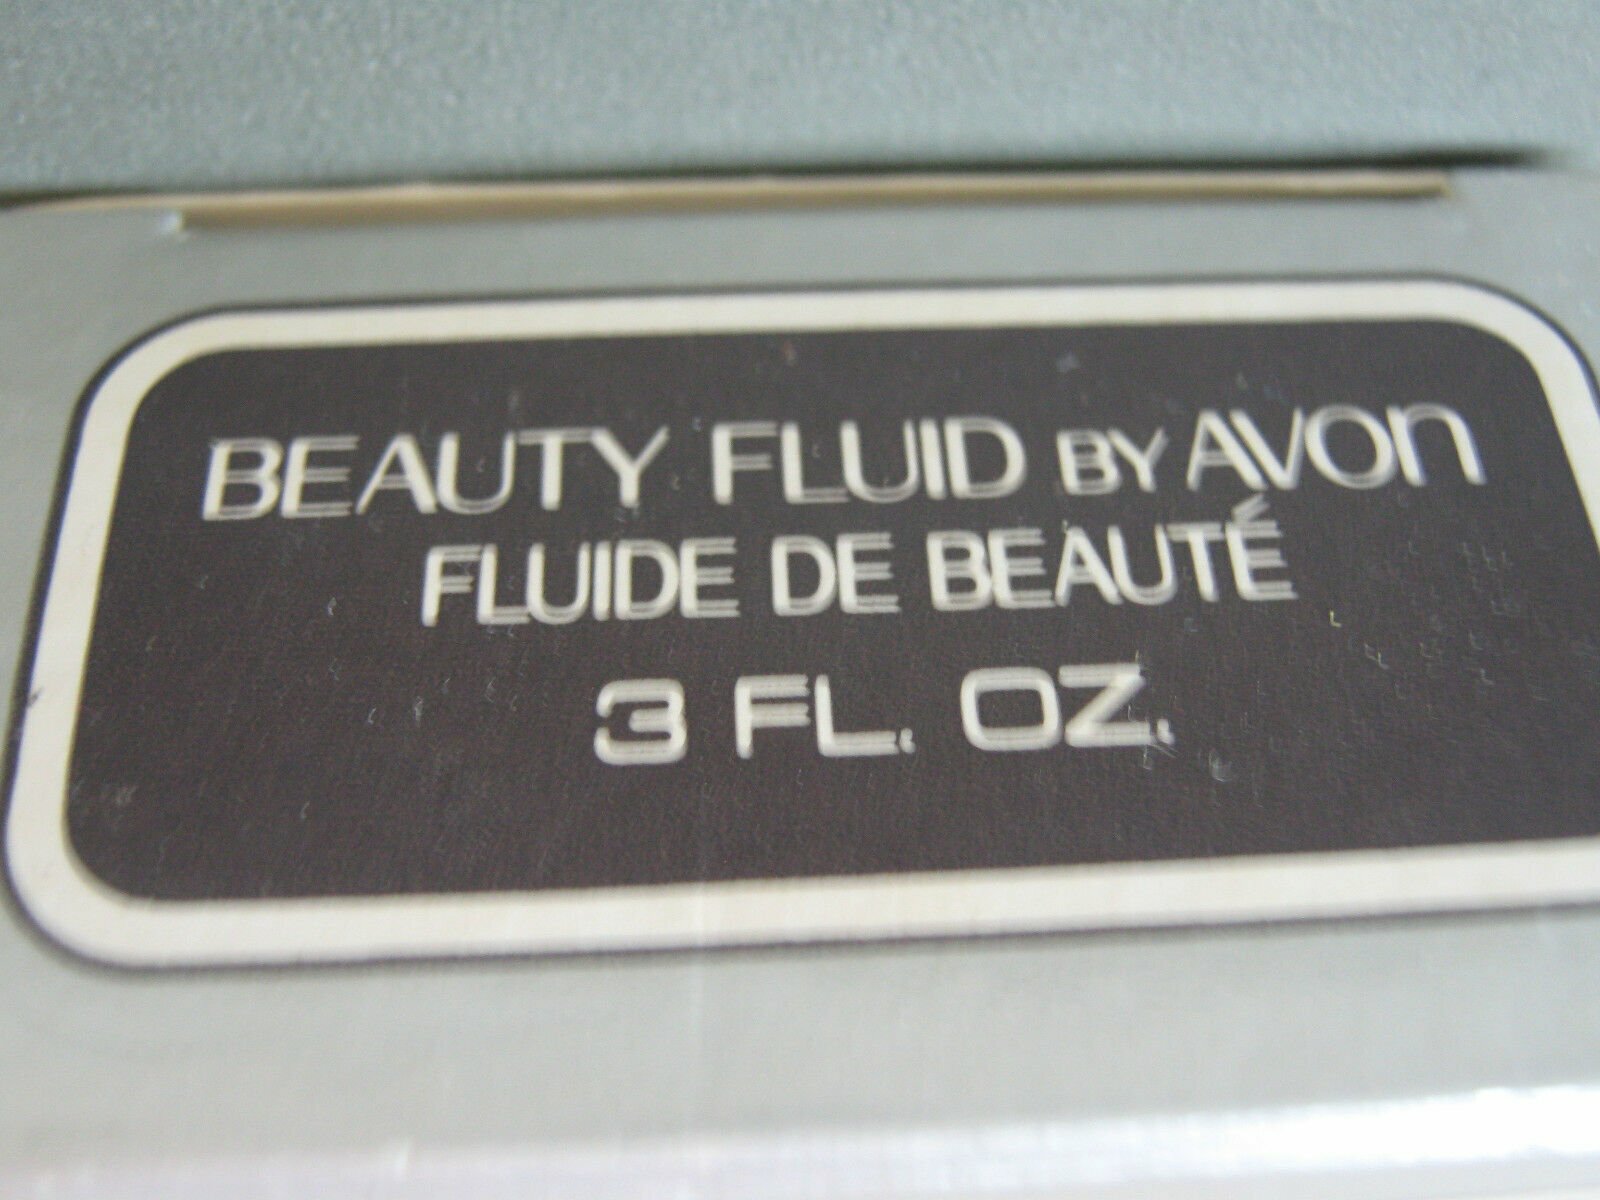 BEAUTY FLUID BY AVON
FLUIDE DE BEAUTÉ
3 FL. OZ.